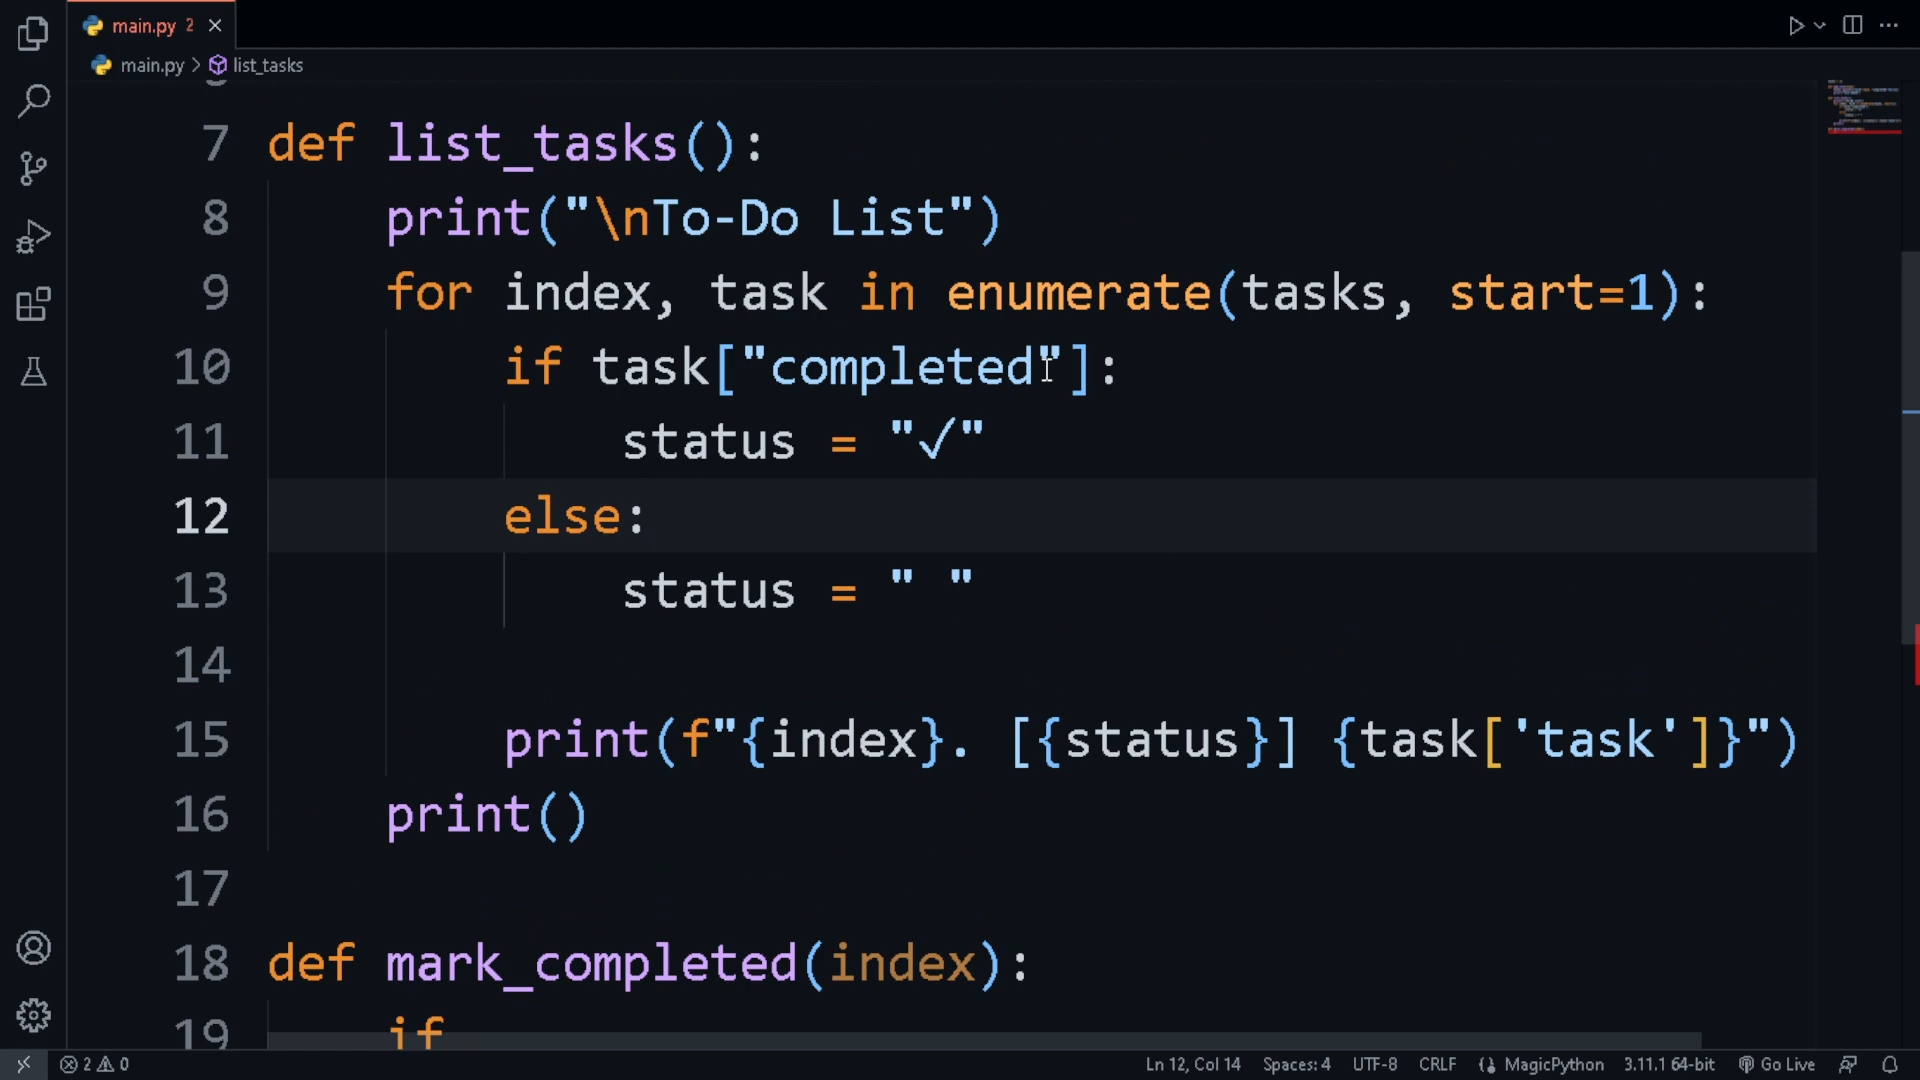 main.py 2
main.py > list_tasks
7 def list_tasks():
8 print("\nTo-Do List")
9 for index, task in enumerate(tasks, start=1):
10 if task["completed"]:
11 status = "✓"
12 else:
13 status = " "
14
15 print(f"{index}. [{status}] {task['task']}")
16 print()
17
18 def mark_completed(index):
19 if
2 0 Ln 12, Col 14 Spaces: 4 UTF-8 CRLF MagicPython 3.11.1 64-bit Go Live